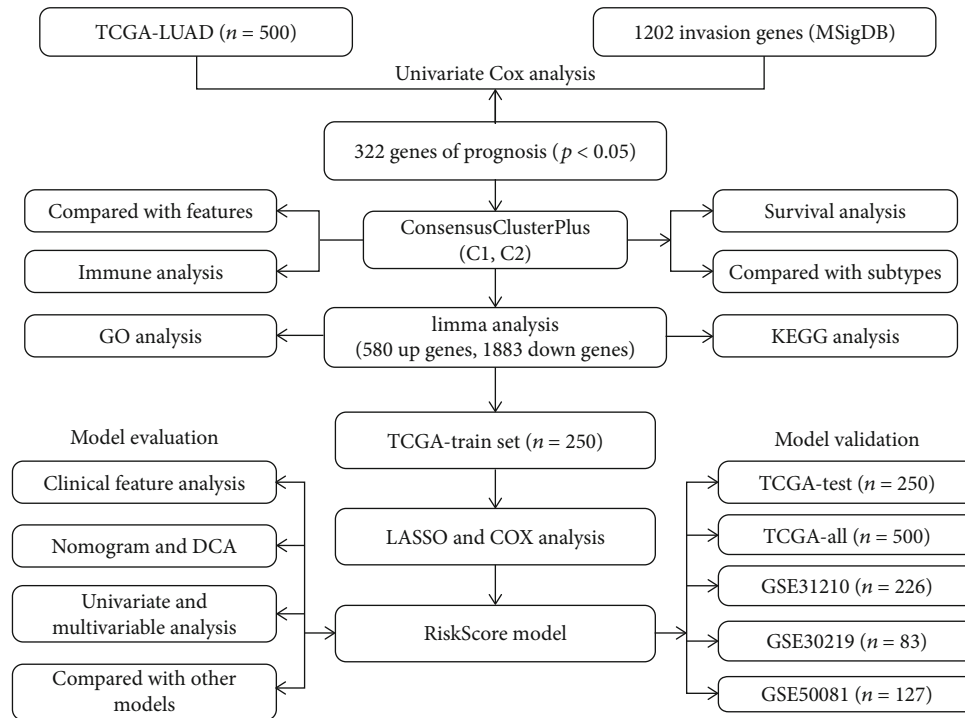 TCGA-LUAD (n = 500)
1202 invasion genes (MSigDB)
Univariate Cox analysis
322 genes of prognosis (p < 0.05)
Compared with features
Immune analysis
ConsensusClusterPlus
(C1, C2)
Survival analysis
Compared with subtypes
GO analysis
limma analysis
(580 up genes, 1883 down genes)
KEGG analysis
Model evaluation
Clinical feature analysis
Nomogram and DCA
Univariate and
multivariable analysis
Compared with other
models
TCGA-train set (n = 250)
LASSO and COX analysis
RiskScore model
Model validation
TCGA-test (n = 250)
TCGA-all (n = 500)
GSE31210 (n = 226)
GSE30219 (n = 83)
GSE50081 (n = 127)